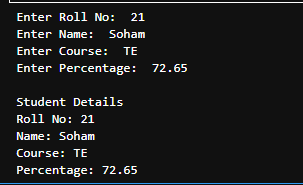 Enter Roll No:  21
Enter Name:  Soham
Enter Course:  TE
Enter Percentage:  72.65
Student Details
Roll No: 21
Name: Soham
Course: TE
Percentage: 72.65